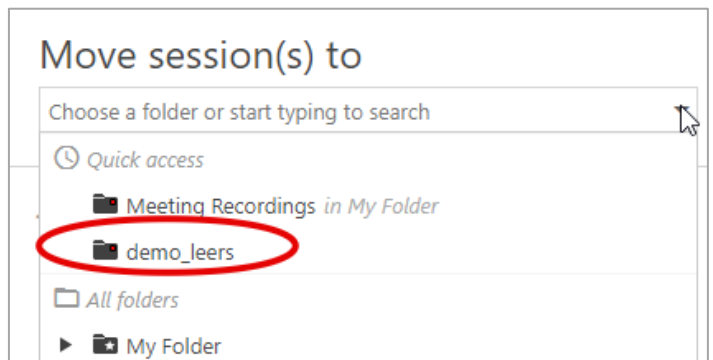 Move session(s) to
Choose a folder or start typing to search
Quick access
Meeting Recordings in My Folder
demo_leers
All folders
My Folder